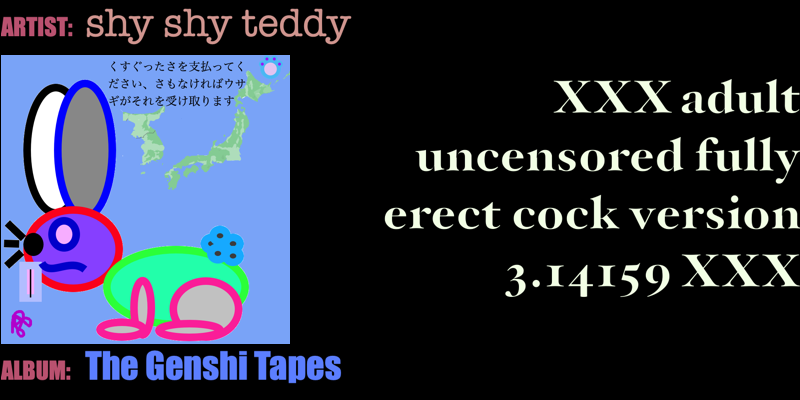 ARTIST: shy shy teddy
くすぐったさを支払ってく
ださい、さもなければウサ
ギがそれを受け取ります
XXX adult
uncensored fully
erect cock version
3.14159 XXX
ALBUM: The Genshi Tapes